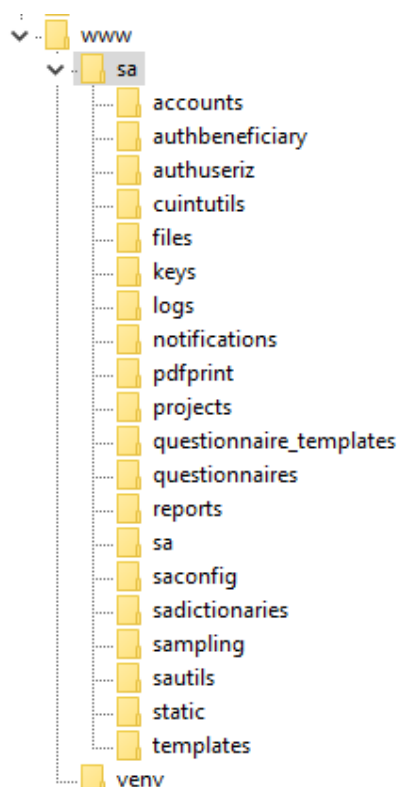 www
sa
accounts
authbeneficiary
authuseriz
cuintutils
files
keys
logs
notifications
pdfprint
projects
questionnaire_templates
questionnaires
reports
sa
saconfig
sadictionaries
sampling
sautils
static
templates
venv